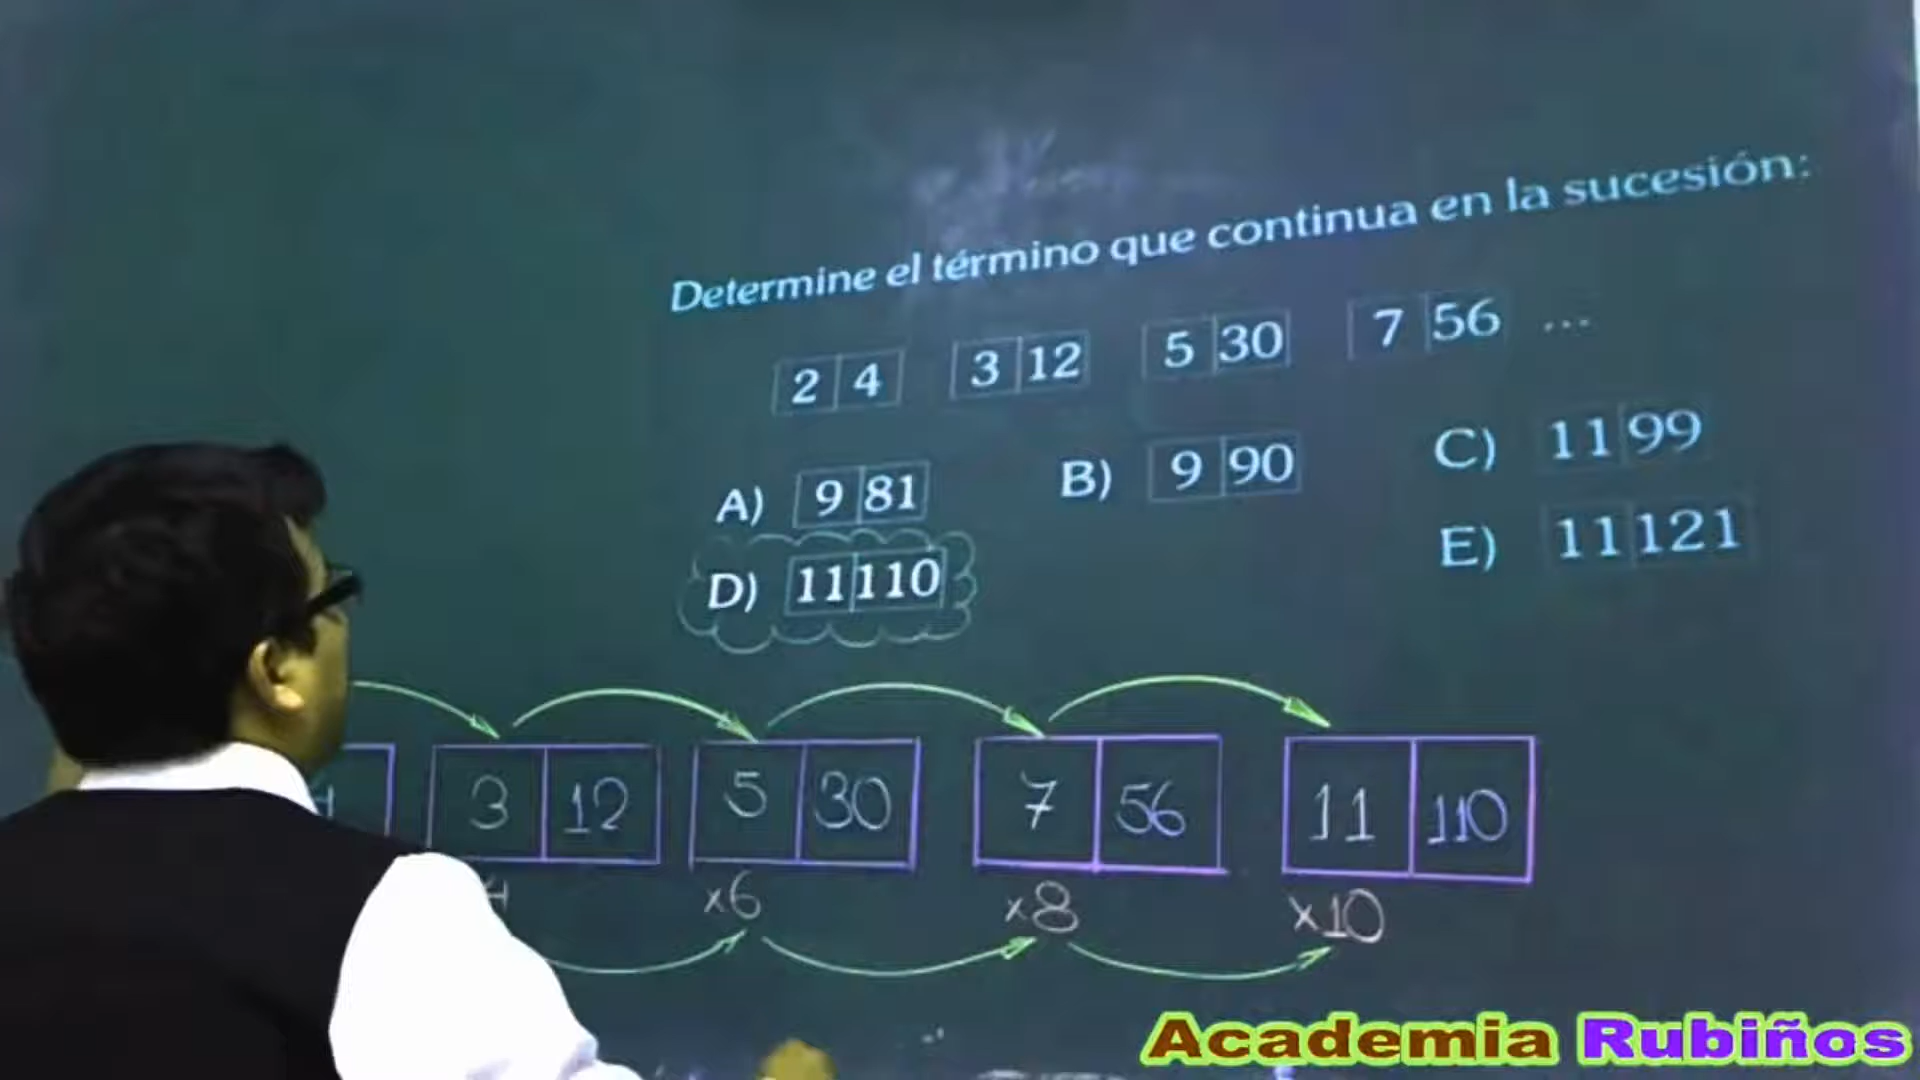 Determine el término que continua en la sucesión:
2 4 3 12 5 30 7 56 ...
A) 9 81 B) 9 90 C) 11 99
D) 11 110 E) 11 121
4 3 12 5 30 7 56 11 110
4 x6 x8 x10
Academia Rubiños